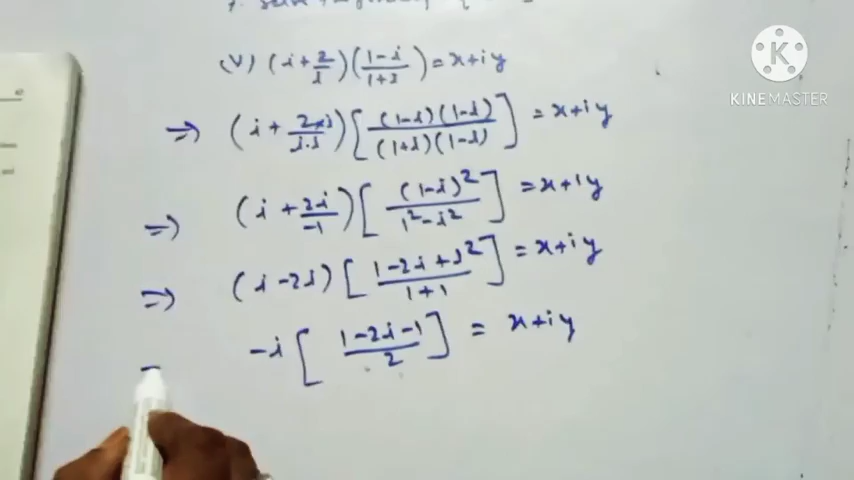 (V) (i + 2/i) (1-i/1+i) = x+iy
KINEMASTER
⇒ (i + 2×i/i.i) [(1-i)(1-i)/(1+i)(1-i)] = x+iy
⇒ (i + 2i/-1) [(1-i)²/1²-i²] = x+iy
⇒ (i - 2i) [1-2i+i²/1+1] = x+iy
-i [1-2i-1/2] = x+iy